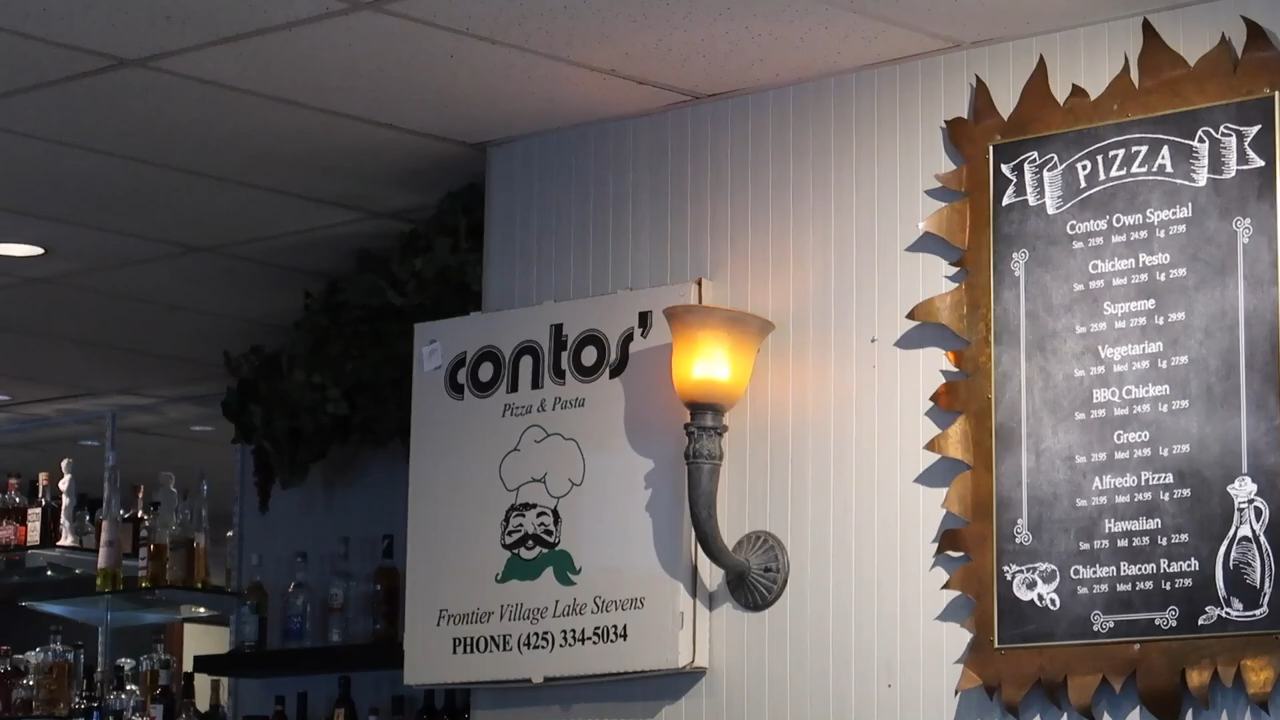 contos'
Pizza & Pasta
Frontier Village Lake Stevens
PHONE (425) 334-5034
PIZZA
Contos' Own Special
Sm 21.95 Med 24.95 Lg 27.95
Chicken Pesto
Sm 19.95 Med 22.95 Lg 25.95
Supreme
Sm 25.95 Md 27.95 Lg 29.95
Vegetarian
Sm 21.95 Med 24.95 Lg 27.95
BBQ Chicken
Sm 21.95 Med 24.95 Lg 27.95
Greco
Sm 21.95 Med 24.95 Lg 27.95
Alfredo Pizza
Sm 21.95 Med 24.95 Lg 27.95
Hawaiian
Sm 17.75 Md 20.35 Lg 22.95
Chicken Bacon Ranch
Sm 21.95 Med 24.95 Lg 27.95